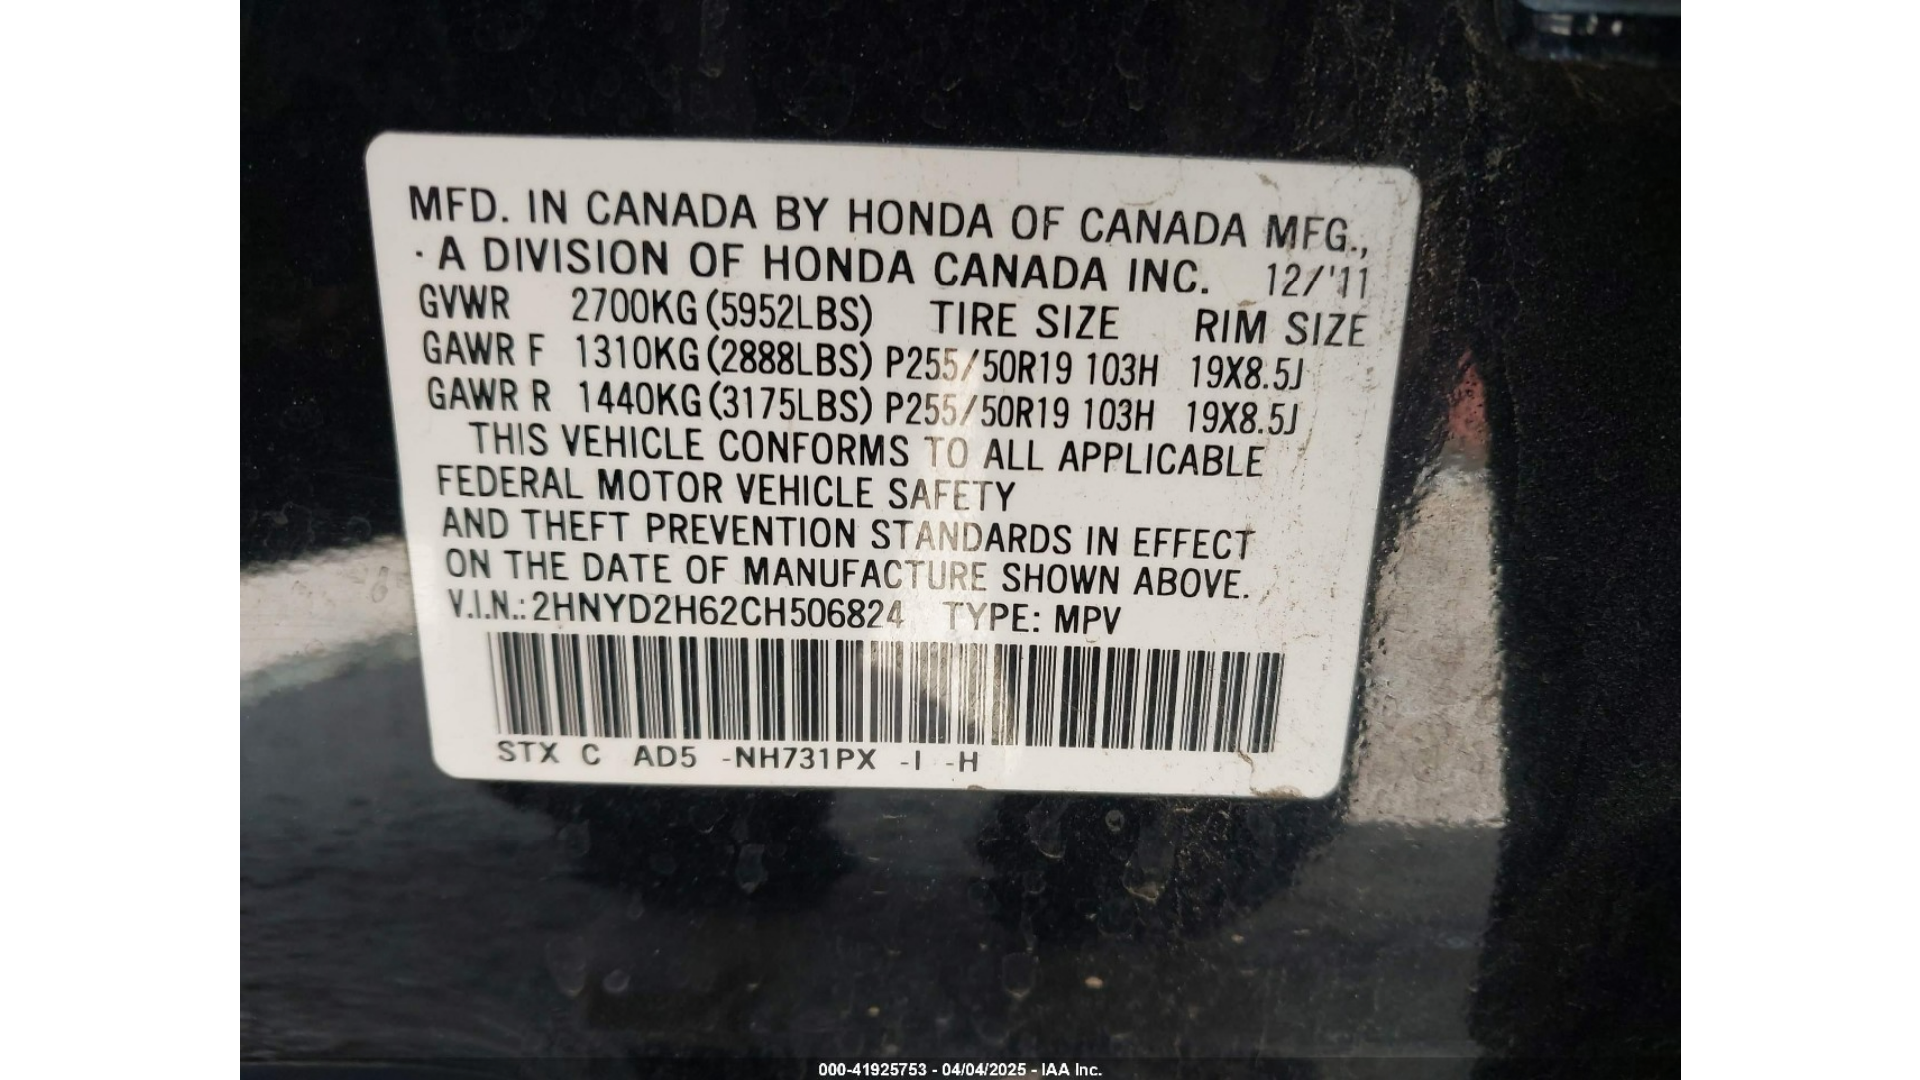 MFD. IN CANADA BY HONDA OF CANADA MFG.,
· A DIVISION OF HONDA CANADA INC. 12/'11
GVWR 2700KG (5952LBS) TIRE SIZE RIM SIZE
GAWR F 1310KG (2888LBS) P255/50R19 103H 19X8.5J
GAWR R 1440KG (3175LBS) P255/50R19 103H 19X8.5J
THIS VEHICLE CONFORMS TO ALL APPLICABLE
FEDERAL MOTOR VEHICLE SAFETY
AND THEFT PREVENTION STANDARDS IN EFFECT
ON THE DATE OF MANUFACTURE SHOWN ABOVE.
V.I.N.: 2HNYD2H62CH506824 TYPE: MPV
STX C AD5 -NH731PX -I -H
000-41925753 - 04/04/2025 - IAA Inc.